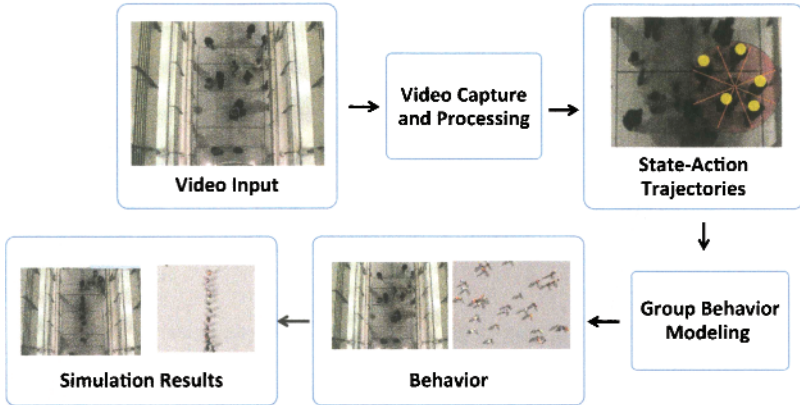 Video Input
Video Capture
and Processing
State-Action
Trajectories
Group Behavior
Modeling
Behavior
Simulation Results